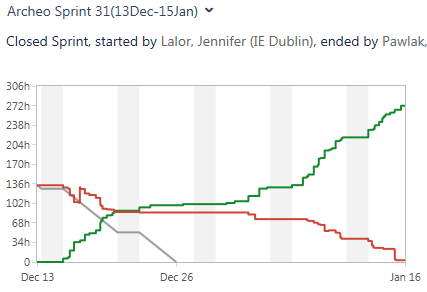 Archeo Sprint 31(13Dec-15Jan)
Closed Sprint, started by Lalor, Jennifer (IE Dublin), ended by Pawlak,
306h
272h
238h
204h
170h
136h
102h
68h
34h
0
Dec 13
Dec 26
Jan 16